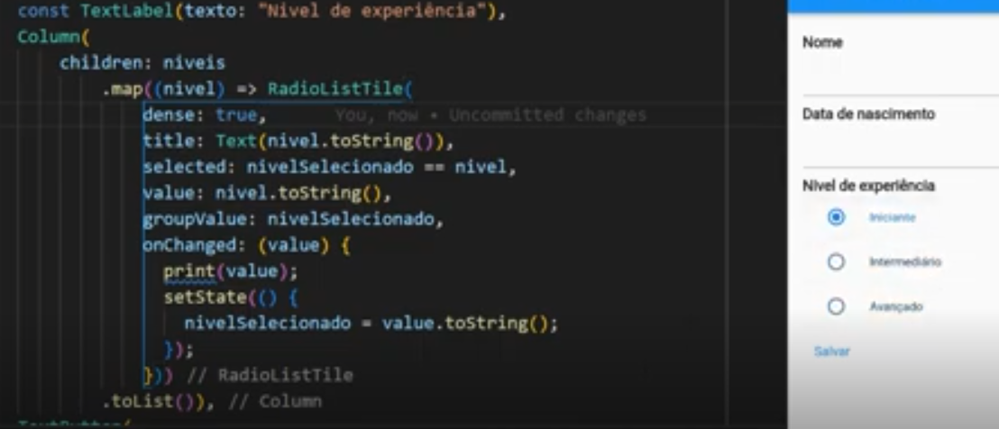 const TextLabel(texto: "Nivel de experiência"),
Column(
children: niveis
.map((nivel) => RadioListTile(
dense: true, You, now • Uncommitted changes
title: Text(nivel.toString()),
selected: nivelSelecionado == nivel,
value: nivel.toString(),
groupValue: nivelSelecionado,
onChanged: (value) {
print(value);
setState(() {
nivelSelecionado = value.toString();
});
})) // RadioListTile
.toList()), // Column
TextButton(
Nome
Data de nascimento
Nivel de experiência
Iniciante
Intermediário
Avançado
Salvar